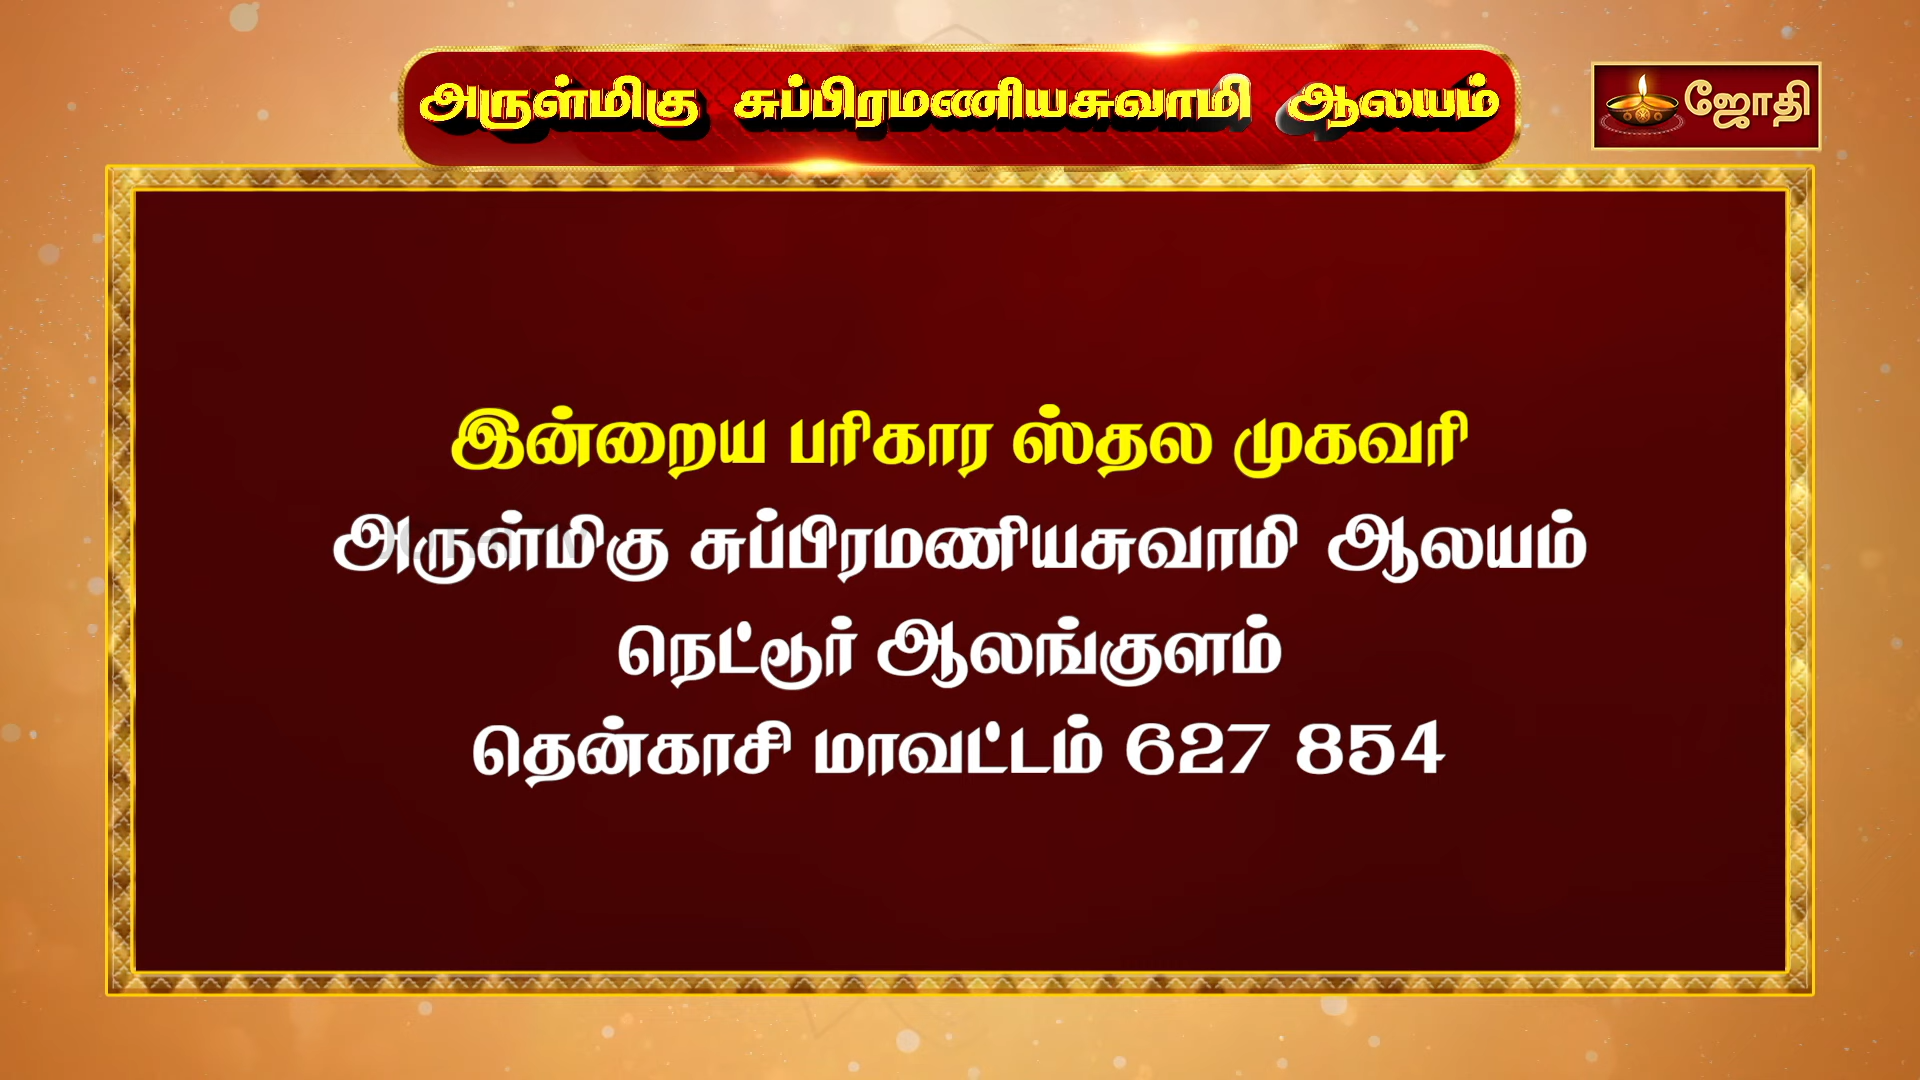 அருள்மிகு சுப்பிரமணியசுவாமி ஆலயம்
ஜோதி
இன்றைய பரிகார ஸ்தல முகவரி
அருள்மிகு சுப்பிரமணியசுவாமி ஆலயம்
நெட்டூர் ஆலங்குளம்
தென்காசி மாவட்டம் 627 854